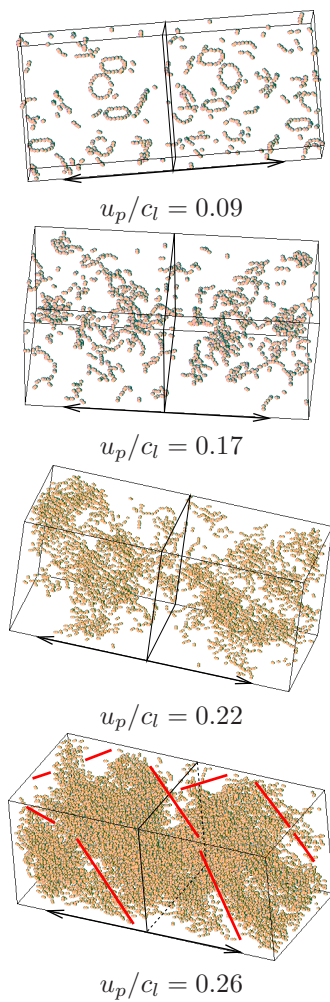 u_p/c_l = 0.09
u_p/c_l = 0.17
u_p/c_l = 0.22
u_p/c_l = 0.26